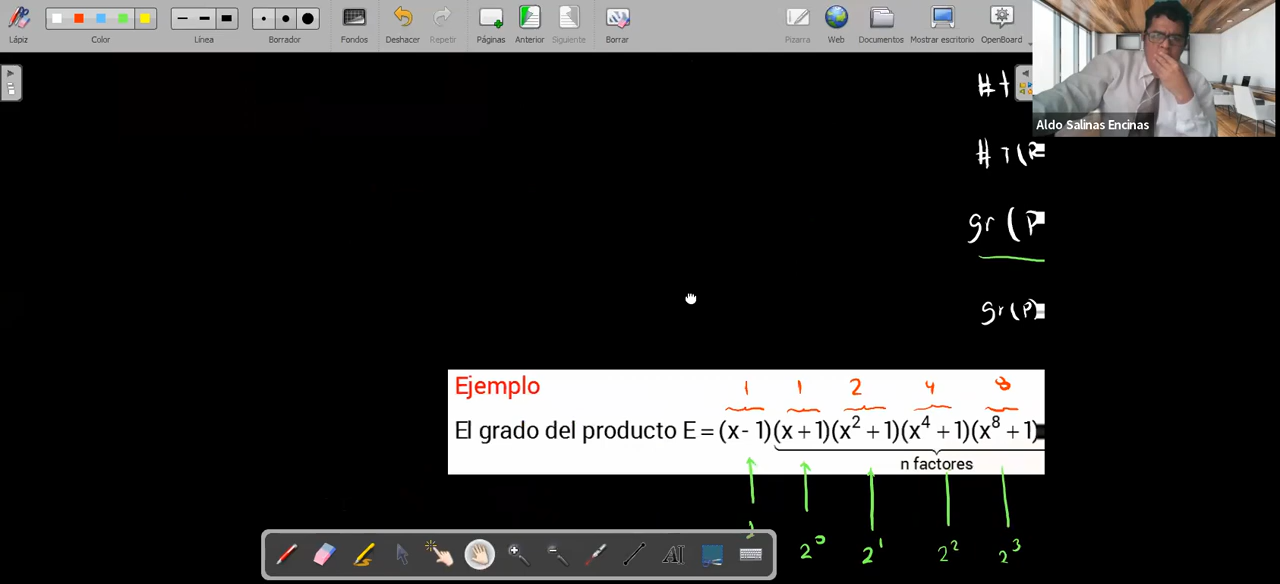 Lápiz Color Línea Borrador Fondos Deshacer Repetir Páginas Anterior Siguiente Borrar Pizarra Web Documentos Mostrar escritorio OpenBoard
Aldo Salinas Encinas
# t
# T(P
gr (P
gr(P)
Ejemplo
1 1 2 4 8
El grado del producto E = (x- 1)(x + 1)(x² + 1)(x⁴ + 1)(x⁸ + 1)
n factores
2⁰ 2¹ 2² 2³
AI